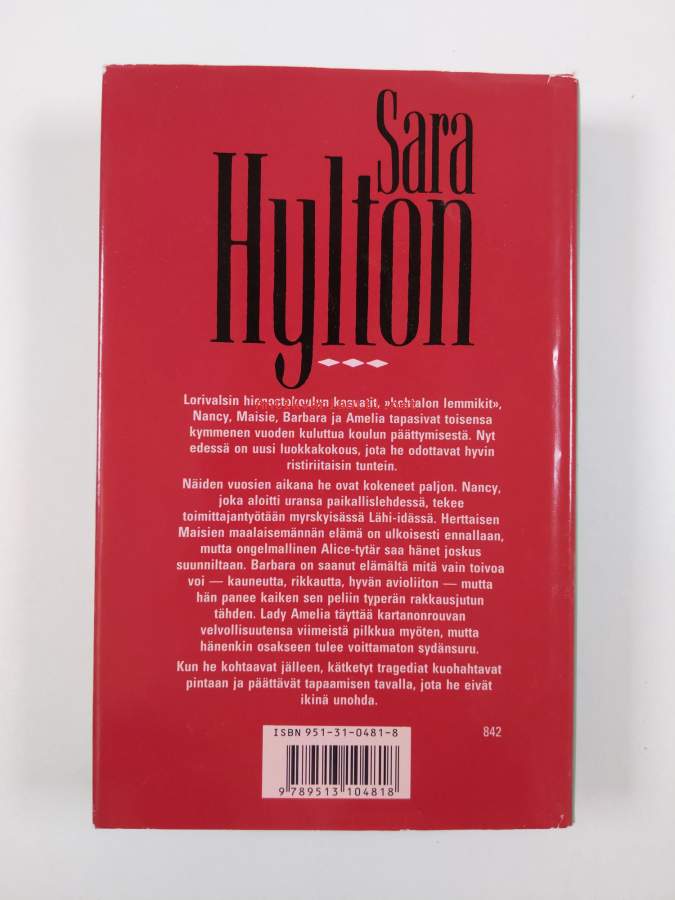 Sara
Hylton
Lorivalsin hienostokoulun kasvatit, »kohtalon lemmikit»,
Nancy, Maisie, Barbara ja Amelia tapasivat toisensa
kymmenen vuoden kuluttua koulun päättymisestä. Nyt
edessä on uusi luokkakokous, jota he odottavat hyvin
ristiriitaisin tuntein.
Näiden vuosien aikana he ovat kokeneet paljon. Nancy,
joka aloitti uransa paikallislehdessä, tekee
toimittajantyötään myrskyisässä Lähi-idässä. Herttaisen
Maisien maalaisemännän elämä on ulkoisesti ennallaan,
mutta ongelmallinen Alice-tytär saa hänet joskus
suunniltaan. Barbara on saanut elämältä mitä vain toivoa
voi — kauneutta, rikkautta, hyvän avioliiton — mutta
hän panee kaiken sen peliin typerän rakkausjutun
tähden. Lady Amelia täyttää kartanonrouvan
velvollisuutensa viimeistä pilkkua myöten, mutta
hänenkin osakseen tulee voittamaton sydänsuru.
Kun he kohtaavat jälleen, kätketyt tragediat kuohahtavat
pintaan ja päättävät tapaamisen tavalla, jota he eivät
ikinä unohda.
ISBN 951-31-0481-8
842
9 789513 104818